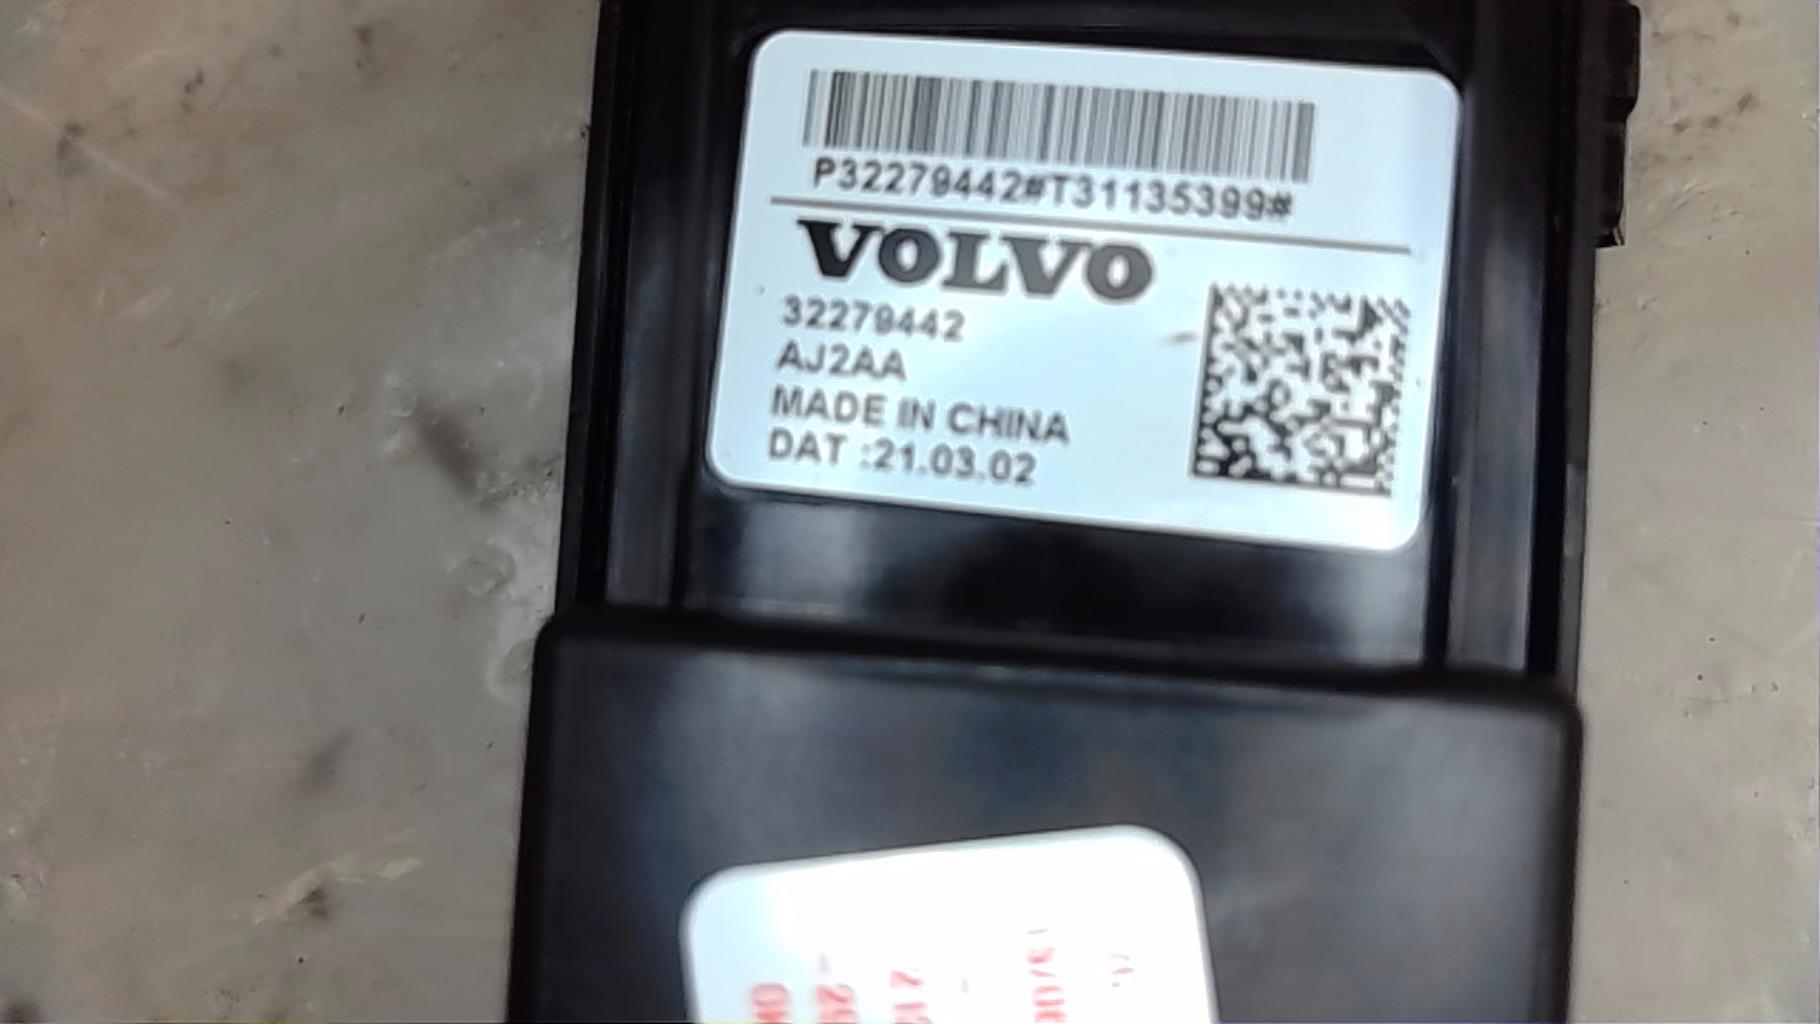 P32279442#T31135399#
VOLVO
32279442
AJ2AA
MADE IN CHINA
DAT :21.03.02